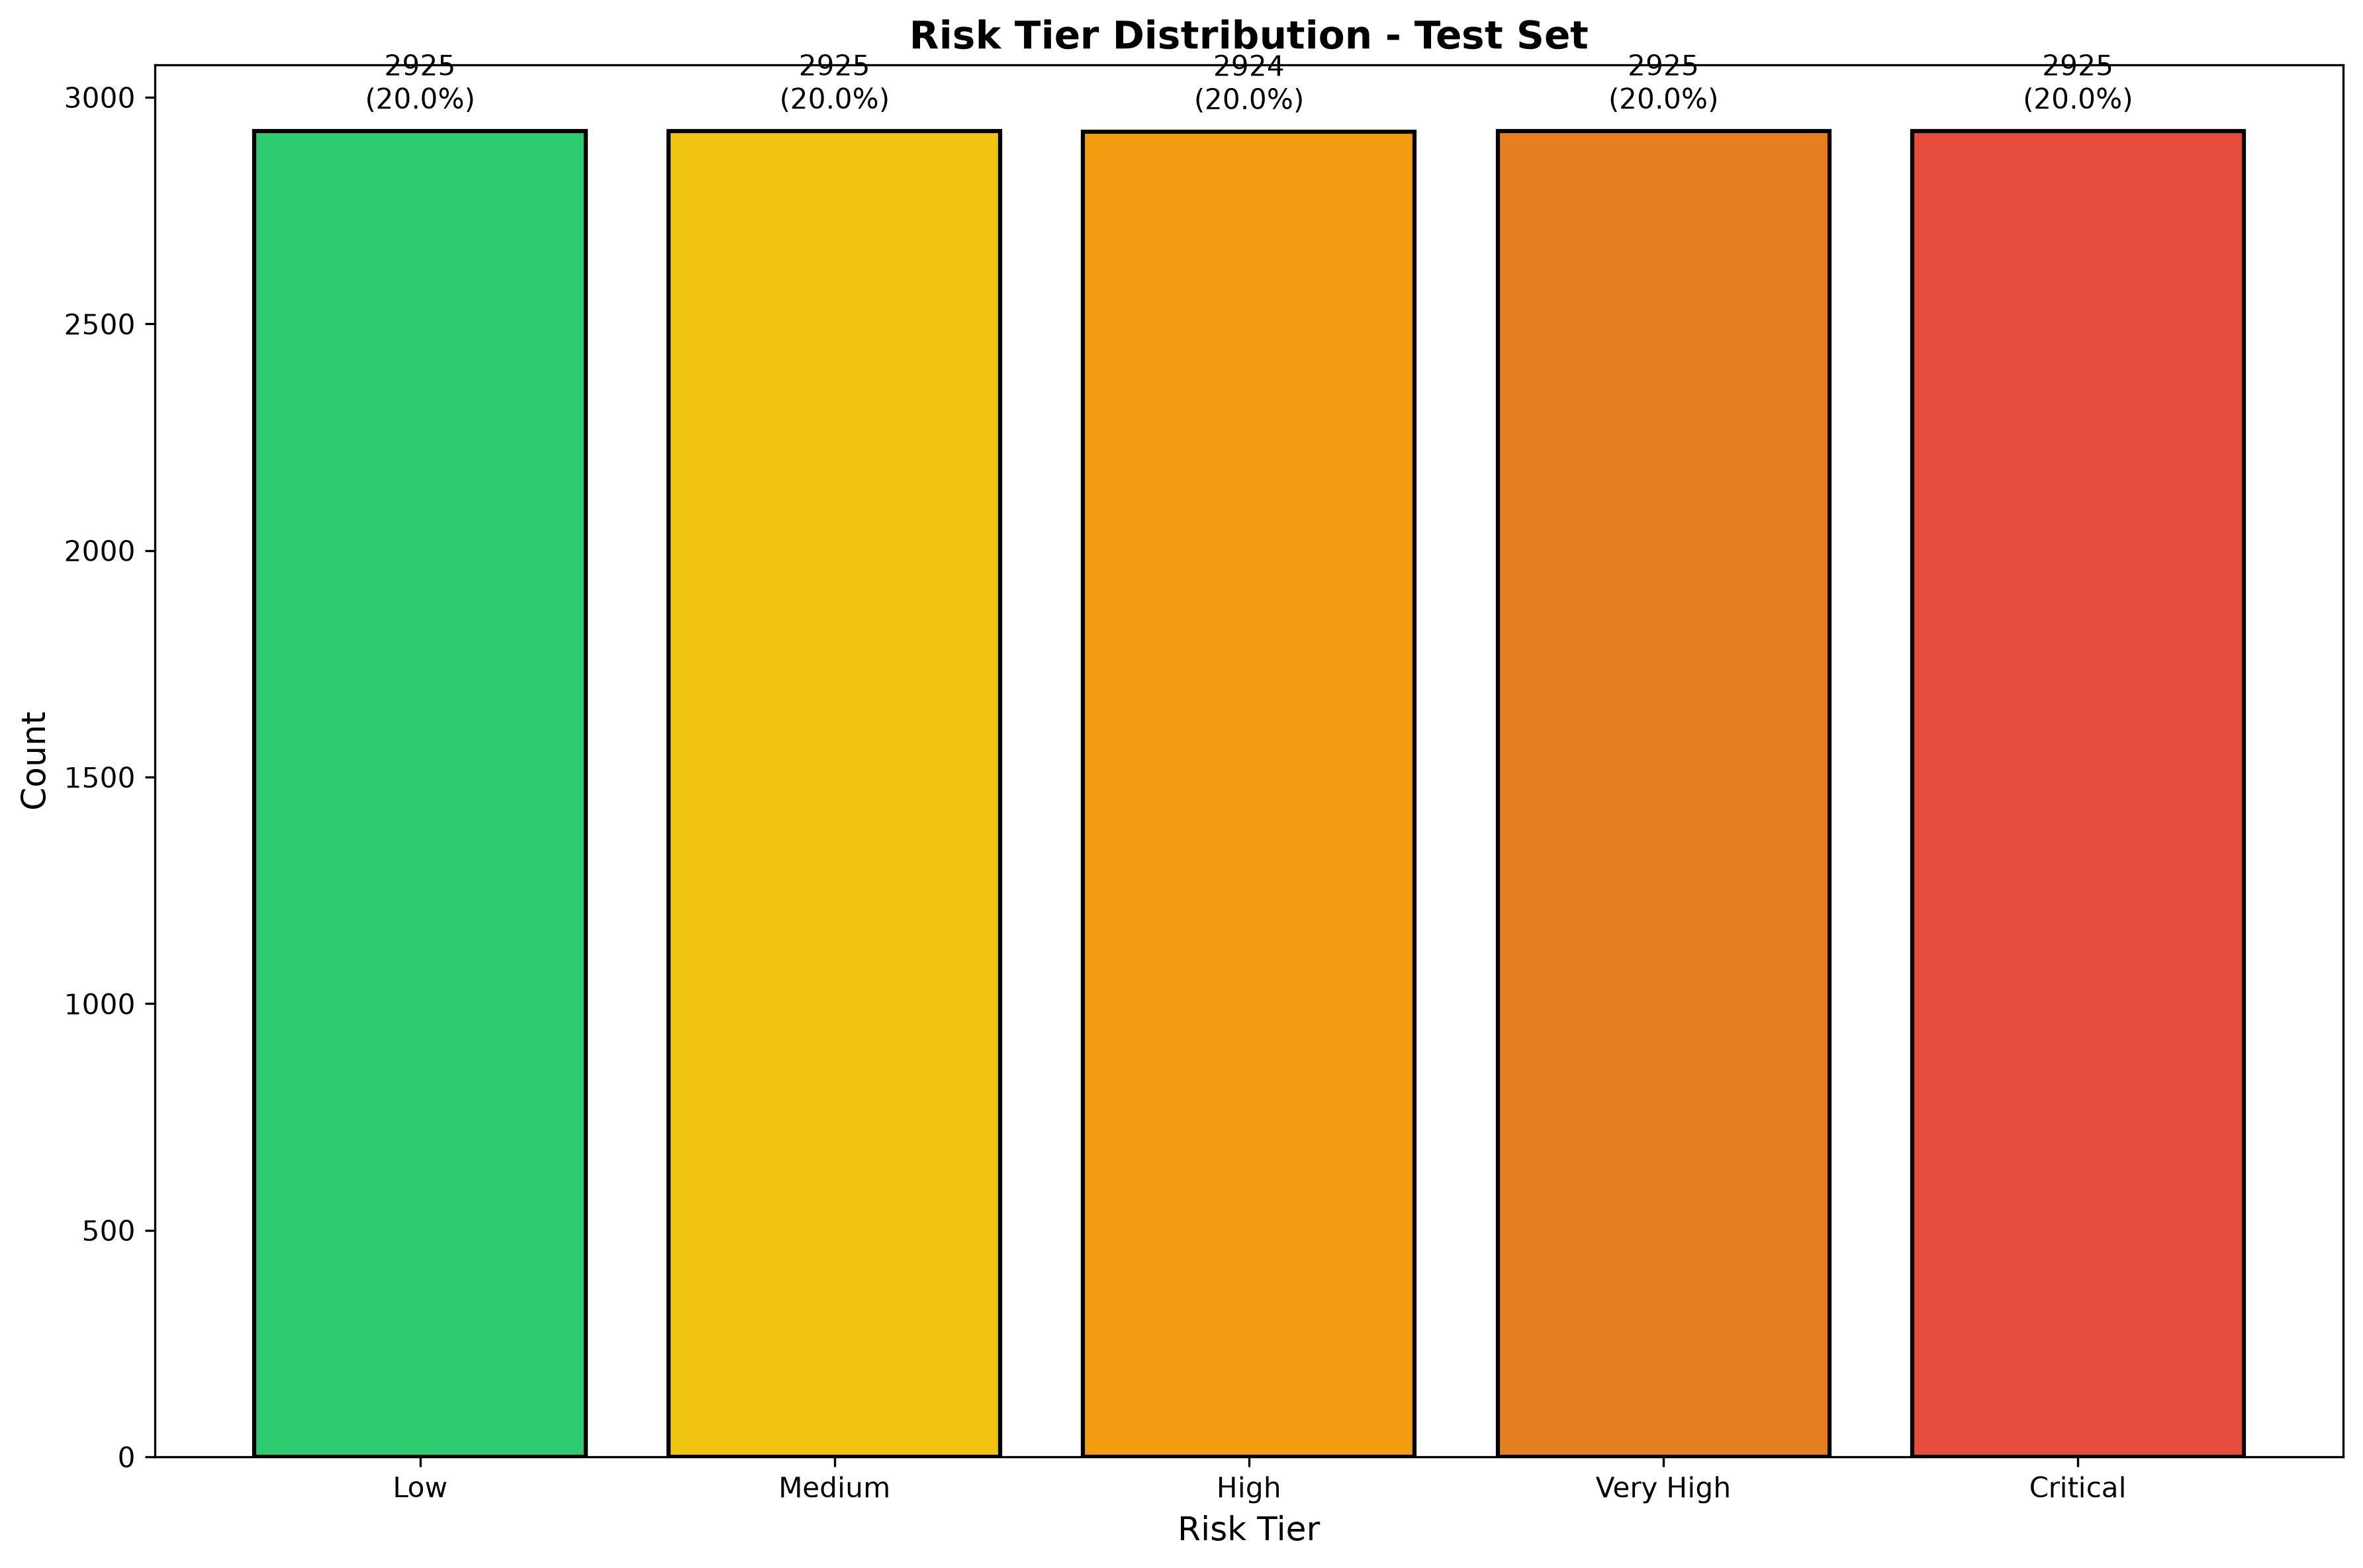 Risk Tier Distribution - Test Set
2925
(20.0%)
2925
(20.0%)
2924
(20.0%)
2925
(20.0%)
2925
(20.0%)
3000
2500
2000
1500
1000
500
0
Count
Low
Medium
High
Very High
Critical
Risk Tier